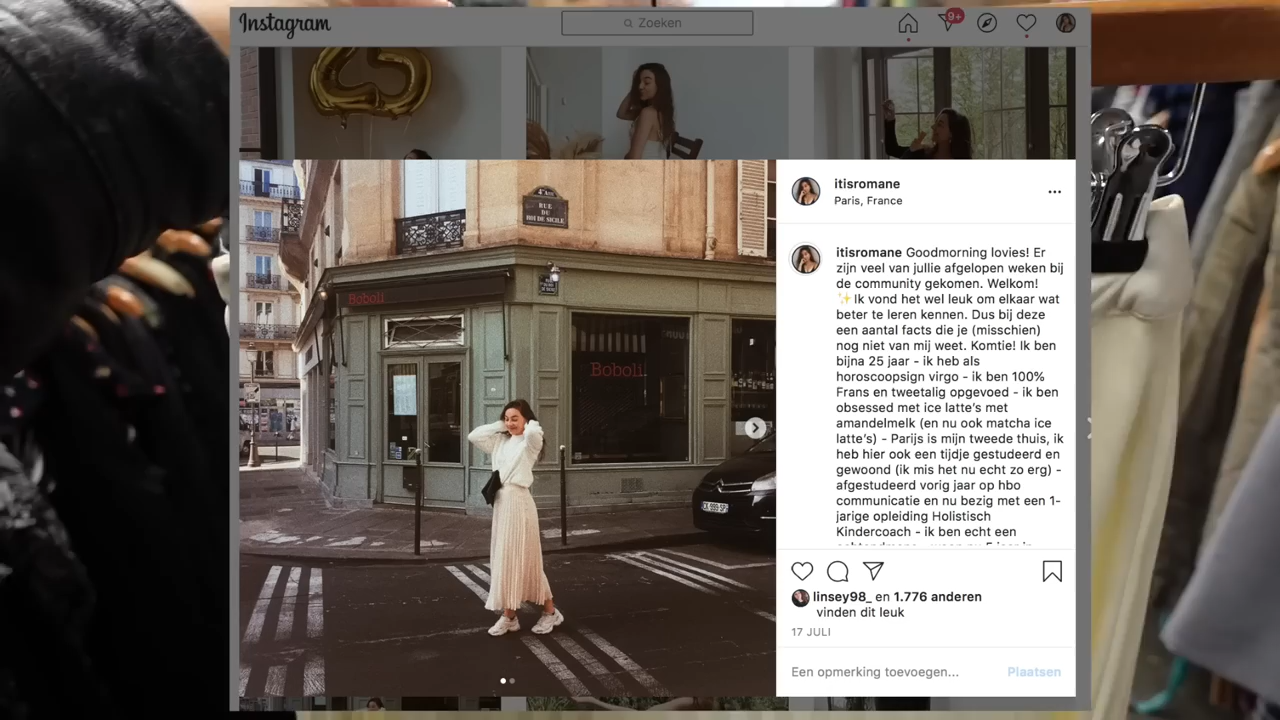 Instagram
Zoeken
9+
itisromane
Paris, France
4e Arrt
RUE
DU
ROI DE SICILE
Boboli
Boboli
itisromane Goodmorning lovies! Er
zijn veel van jullie afgelopen weken bij
de community gekomen. Welkom!
✨Ik vond het wel leuk om elkaar wat
beter te leren kennen. Dus bij deze
een aantal facts die je (misschien)
nog niet van mij weet. Komtie! Ik ben
bijna 25 jaar - ik heb als
horoscoopsign virgo - ik ben 100%
Frans en tweetalig opgevoed - ik ben
obsessed met ice latte's met
amandelmelk (en nu ook matcha ice
latte's) - Parijs is mijn tweede thuis, ik
heb hier ook een tijdje gestudeerd en
gewoond (ik mis het nu echt zo erg) -
afgestudeerd vorig jaar op hbo
communicatie en nu bezig met een 1-
jarige opleiding Holistisch
Kindercoach - ik ben echt een
linsey98_ en 1.776 anderen
vinden dit leuk
17 JULI
Een opmerking toevoegen...
Plaatsen